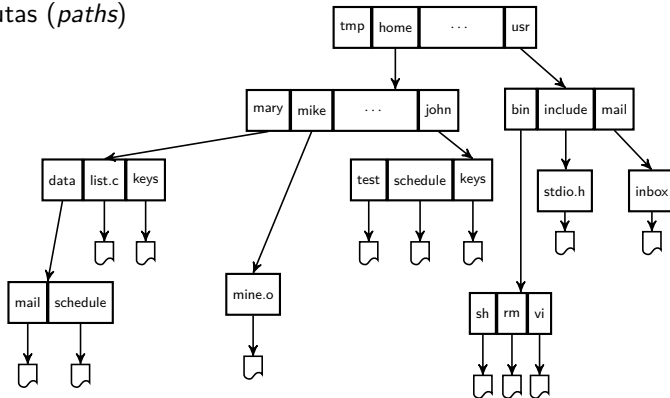 utas (paths)
tmp home ... usr
mary mike ... john
bin include mail
data list.c keys
test schedule keys
stdio.h
inbox
mail schedule
mine.o
sh rm vi